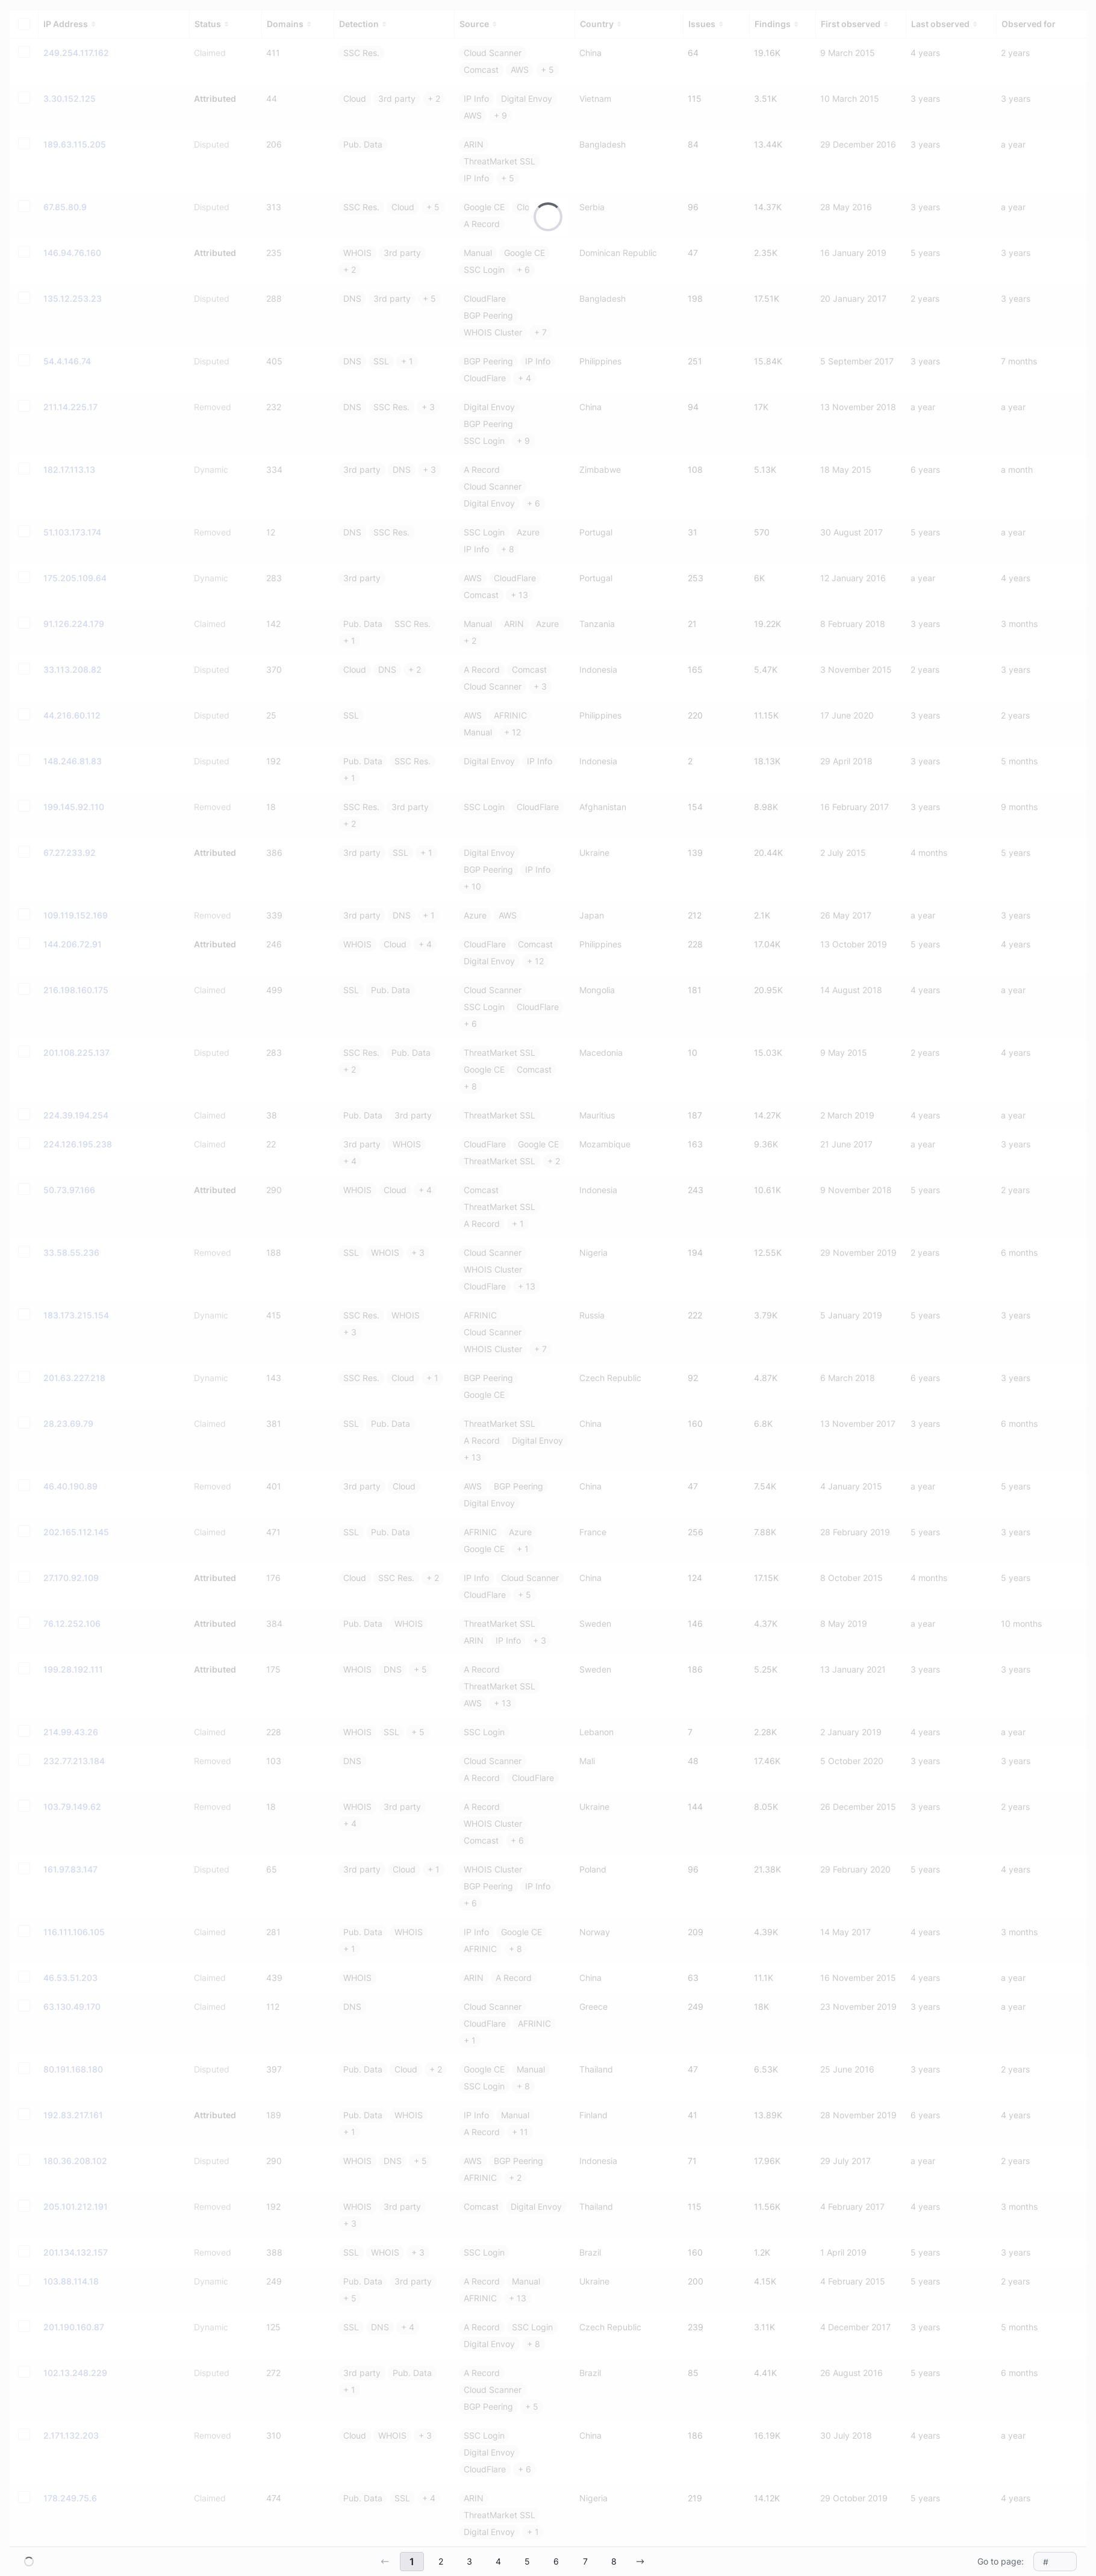 IP Address Status Domains Detection Source Country Issues Findings First observed Last observed Observed for
249.254.117.162 Claimed 411 SSC Res. Cloud Scanner China 64 19.16K 9 March 2015 4 years 2 years
Comcast AWS + 5
3.30.152.125 Attributed 44 Cloud 3rd party + 2 IP Info Digital Envoy Vietnam 115 3.51K 10 March 2015 3 years 3 years
AWS + 9
189.63.115.205 Disputed 206 Pub. Data ARIN Bangladesh 84 13.44K 29 December 2016 3 years a year
ThreatMarket SSL
IP Info + 5
67.85.80.9 Disputed 313 SSC Res. Cloud + 5 Google CE Clo Serbia 96 14.37K 28 May 2016 3 years a year
A Record
146.94.76.160 Attributed 235 WHOIS 3rd party Manual Google CE Dominican Republic 47 2.35K 16 January 2019 5 years 3 years
+ 2 SSC Login + 6
135.12.253.23 Disputed 288 DNS 3rd party + 5 CloudFlare Bangladesh 198 17.51K 20 January 2017 2 years 3 years
BGP Peering
WHOIS Cluster + 7
54.4.146.74 Disputed 405 DNS SSL + 1 BGP Peering IP Info Philippines 251 15.84K 5 September 2017 3 years 7 months
CloudFlare + 4
211.14.225.17 Removed 232 DNS SSC Res. + 3 Digital Envoy China 94 17K 13 November 2018 a year a year
BGP Peering
SSC Login + 9
182.17.113.13 Dynamic 334 3rd party DNS + 3 A Record Zimbabwe 108 5.13K 18 May 2015 6 years a month
Cloud Scanner
Digital Envoy + 6
51.103.173.174 Removed 12 DNS SSC Res. SSC Login Azure Portugal 31 570 30 August 2017 5 years a year
IP Info + 8
175.205.109.64 Dynamic 283 3rd party AWS CloudFlare Portugal 253 6K 12 January 2016 a year 4 years
Comcast + 13
91.126.224.179 Claimed 142 Pub. Data SSC Res. Manual ARIN Azure Tanzania 21 19.22K 8 February 2018 3 years 3 months
+ 1 + 2
33.113.208.82 Disputed 370 Cloud DNS + 2 A Record Comcast Indonesia 165 5.47K 3 November 2015 2 years 3 years
Cloud Scanner + 3
44.216.60.112 Disputed 25 SSL AWS AFRINIC Philippines 220 11.15K 17 June 2020 3 years 2 years
Manual + 12
148.246.81.83 Disputed 192 Pub. Data SSC Res. Digital Envoy IP Info Indonesia 2 18.13K 29 April 2018 3 years 5 months
+ 1
199.145.92.110 Removed 18 SSC Res. 3rd party SSC Login CloudFlare Afghanistan 154 8.98K 16 February 2017 3 years 9 months
+ 2
67.27.233.92 Attributed 386 3rd party SSL + 1 Digital Envoy Ukraine 139 20.44K 2 July 2015 4 months 5 years
BGP Peering IP Info
+ 10
109.119.152.169 Removed 339 3rd party DNS + 1 Azure AWS Japan 212 2.1K 26 May 2017 a year 3 years
144.206.72.91 Attributed 246 WHOIS Cloud + 4 CloudFlare Comcast Philippines 228 17.04K 13 October 2019 5 years 4 years
Digital Envoy + 12
216.198.160.175 Claimed 499 SSL Pub. Data Cloud Scanner Mongolia 181 20.95K 14 August 2018 4 years a year
SSC Login CloudFlare
+ 6
201.108.225.137 Disputed 283 SSC Res. Pub. Data ThreatMarket SSL Macedonia 10 15.03K 9 May 2015 2 years 4 years
+ 2 Google CE Comcast
+ 8
224.39.194.254 Claimed 38 Pub. Data 3rd party ThreatMarket SSL Mauritius 187 14.27K 2 March 2019 4 years a year
224.126.195.238 Claimed 22 3rd party WHOIS CloudFlare Google CE Mozambique 163 9.36K 21 June 2017 a year 3 years
+ 4 ThreatMarket SSL + 2
50.73.97.166 Attributed 290 WHOIS Cloud + 4 Comcast Indonesia 243 10.61K 9 November 2018 5 years 2 years
ThreatMarket SSL
A Record + 1
33.58.55.236 Removed 188 SSL WHOIS + 3 Cloud Scanner Nigeria 194 12.55K 29 November 2019 2 years 6 months
WHOIS Cluster
CloudFlare + 13
183.173.215.154 Dynamic 415 SSC Res. WHOIS AFRINIC Russia 222 3.79K 5 January 2019 5 years 3 years
+ 3 Cloud Scanner
WHOIS Cluster + 7
201.63.227.218 Dynamic 143 SSC Res. Cloud + 1 BGP Peering Czech Republic 92 4.87K 6 March 2018 6 years 3 years
Google CE
28.23.69.79 Claimed 381 SSL Pub. Data ThreatMarket SSL China 160 6.8K 13 November 2017 3 years 6 months
A Record Digital Envoy
+ 13
46.40.190.89 Removed 401 3rd party Cloud AWS BGP Peering China 47 7.54K 4 January 2015 a year 5 years
Digital Envoy
202.165.112.145 Claimed 471 SSL Pub. Data AFRINIC Azure France 256 7.88K 28 February 2019 5 years 3 years
Google CE + 1
27.170.92.109 Attributed 176 Cloud SSC Res. + 2 IP Info Cloud Scanner China 124 17.15K 8 October 2015 4 months 5 years
CloudFlare + 5
76.12.252.106 Attributed 384 Pub. Data WHOIS ThreatMarket SSL Sweden 146 4.37K 8 May 2019 a year 10 months
ARIN IP Info + 3
199.28.192.111 Attributed 175 WHOIS DNS + 5 A Record Sweden 186 5.25K 13 January 2021 3 years 3 years
ThreatMarket SSL
AWS + 13
214.99.43.26 Claimed 228 WHOIS SSL + 5 SSC Login Lebanon 7 2.28K 2 January 2019 4 years a year
232.77.213.184 Removed 103 DNS Cloud Scanner Mali 48 17.46K 5 October 2020 3 years 3 years
A Record CloudFlare
103.79.149.62 Removed 18 WHOIS 3rd party A Record Ukraine 144 8.05K 26 December 2015 3 years 2 years
+ 4 WHOIS Cluster
Comcast + 6
161.97.83.147 Disputed 65 3rd party Cloud + 1 WHOIS Cluster Poland 96 21.38K 29 February 2020 5 years 4 years
BGP Peering IP Info
+ 6
116.111.106.105 Claimed 281 Pub. Data WHOIS IP Info Google CE Norway 209 4.39K 14 May 2017 4 years 3 months
+ 1 AFRINIC + 8
46.53.51.203 Claimed 439 WHOIS ARIN A Record China 63 11.1K 16 November 2015 4 years a year
63.130.49.170 Claimed 112 DNS Cloud Scanner Greece 249 18K 23 November 2019 3 years a year
CloudFlare AFRINIC
+ 1
60.191.168.180 Disputed 397 Pub. Data Cloud + 2 Google CE Manual Thailand 47 6.53K 25 June 2016 3 years 2 years
SSC Login + 8
192.83.217.161 Attributed 189 Pub. Data WHOIS IP Info Manual Finland 41 13.89K 28 November 2019 6 years 4 years
+ 1 A Record + 11
180.36.208.102 Disputed 290 WHOIS DNS + 5 AWS BGP Peering Indonesia 71 17.96K 29 July 2017 a year 2 years
AFRINIC + 2
205.101.212.191 Removed 192 WHOIS 3rd party Comcast Digital Envoy Thailand 115 11.56K 4 February 2017 4 years 3 months
+ 3
201.134.132.157 Removed 388 SSL WHOIS + 3 SSC Login Brazil 160 1.2K 1 April 2019 5 years 3 years
103.88.114.16 Dynamic 249 Pub. Data 3rd party A Record Manual Ukraine 200 4.15K 4 February 2015 5 years 2 years
+ 5 AFRINIC + 13
201.190.160.87 Dynamic 125 SSL DNS + 4 A Record SSC Login Czech Republic 239 3.11K 4 December 2017 3 years 5 months
Digital Envoy + 8
102.13.248.229 Disputed 272 3rd party Pub. Data A Record Brazil 85 4.41K 26 August 2016 5 years 6 months
+ 1 Cloud Scanner
BGP Peering + 5
2.171.132.203 Removed 310 Cloud WHOIS + 3 SSC Login China 186 16.19K 30 July 2018 4 years a year
Digital Envoy
CloudFlare + 6
178.249.75.6 Claimed 474 Pub. Data SSL + 4 ARIN Nigeria 219 14.12K 29 October 2019 5 years 4 years
ThreatMarket SSL
Digital Envoy + 1
← 1 2 3 4 5 6 7 8 → Go to page: #